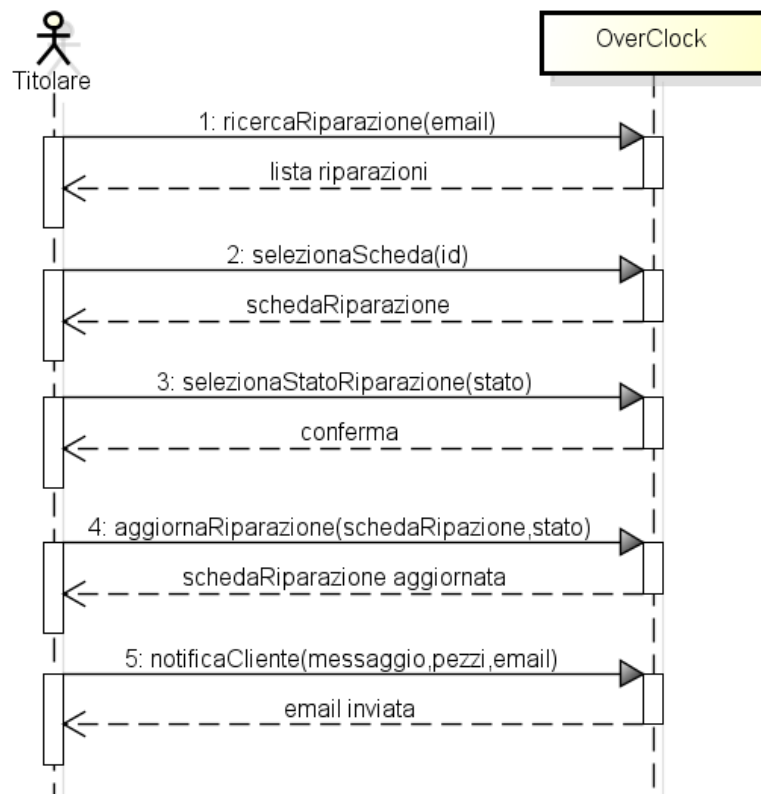 Titolare
OverClock
1: ricercaRiparazione(email)
lista riparazioni
2: selezionaScheda(id)
schedaRiparazione
3: selezionaStatoRiparazione(stato)
conferma
4: aggiornaRiparazione(schedaRipazione,stato)
schedaRiparazione aggiornata
5: notificaCliente(messaggio,pezzi,email)
email inviata